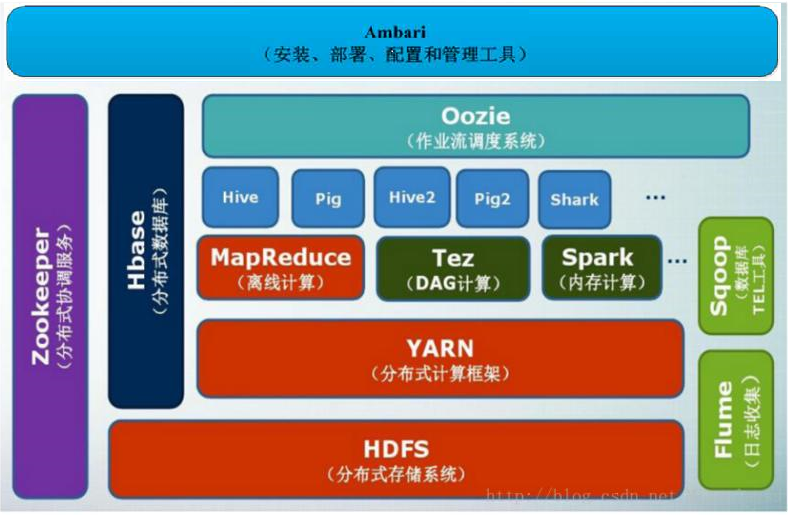 Ambari
（安装、部署、配置和管理工具）
Zookeeper
（分布式协调服务）
Hbase
（分布式数据库）
Oozie
（作业流调度系统）
Hive
Pig
Hive2
Pig2
Shark
...
MapReduce
（离线计算）
Tez
（DAG计算）
Spark
（内存计算）
...
YARN
（分布式计算框架）
HDFS
（分布式存储系统）
Sqoop
（数据库
TEL工具）
Flume
（日志收集）
http://blog.csdn.net